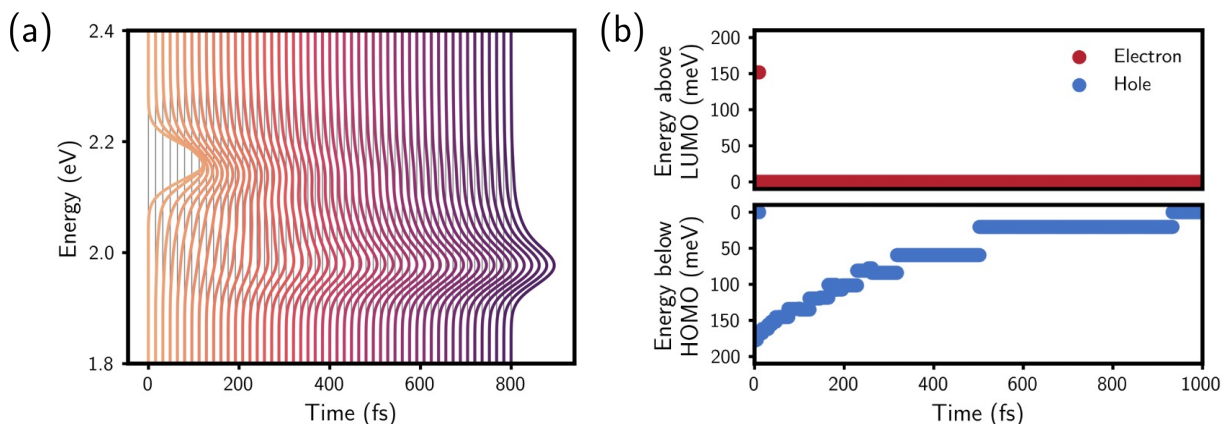 (a)
2.4
2.2
2.0
1.8
Energy (eV)
0
200
400
600
800
Time (fs)
(b)
200
150
100
50
0
Energy above
LUMO (meV)
Electron
Hole
0
50
100
150
200
Energy below
HOMO (meV)
0
200
400
600
800
1000
Time (fs)